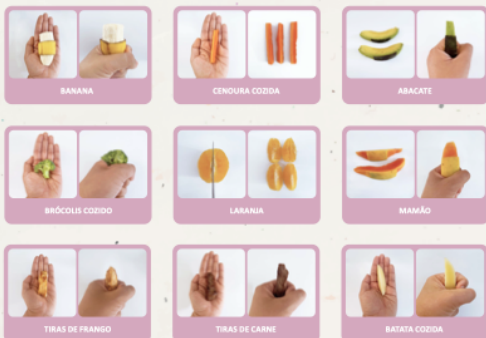 BANANA
CENOURA COZIDA
ABACATE
BRÓCOLIS COZIDO
LARANJA
MAMÃO
TIRAS DE FRANGO
TIRAS DE CARNE
BATATA COZIDA